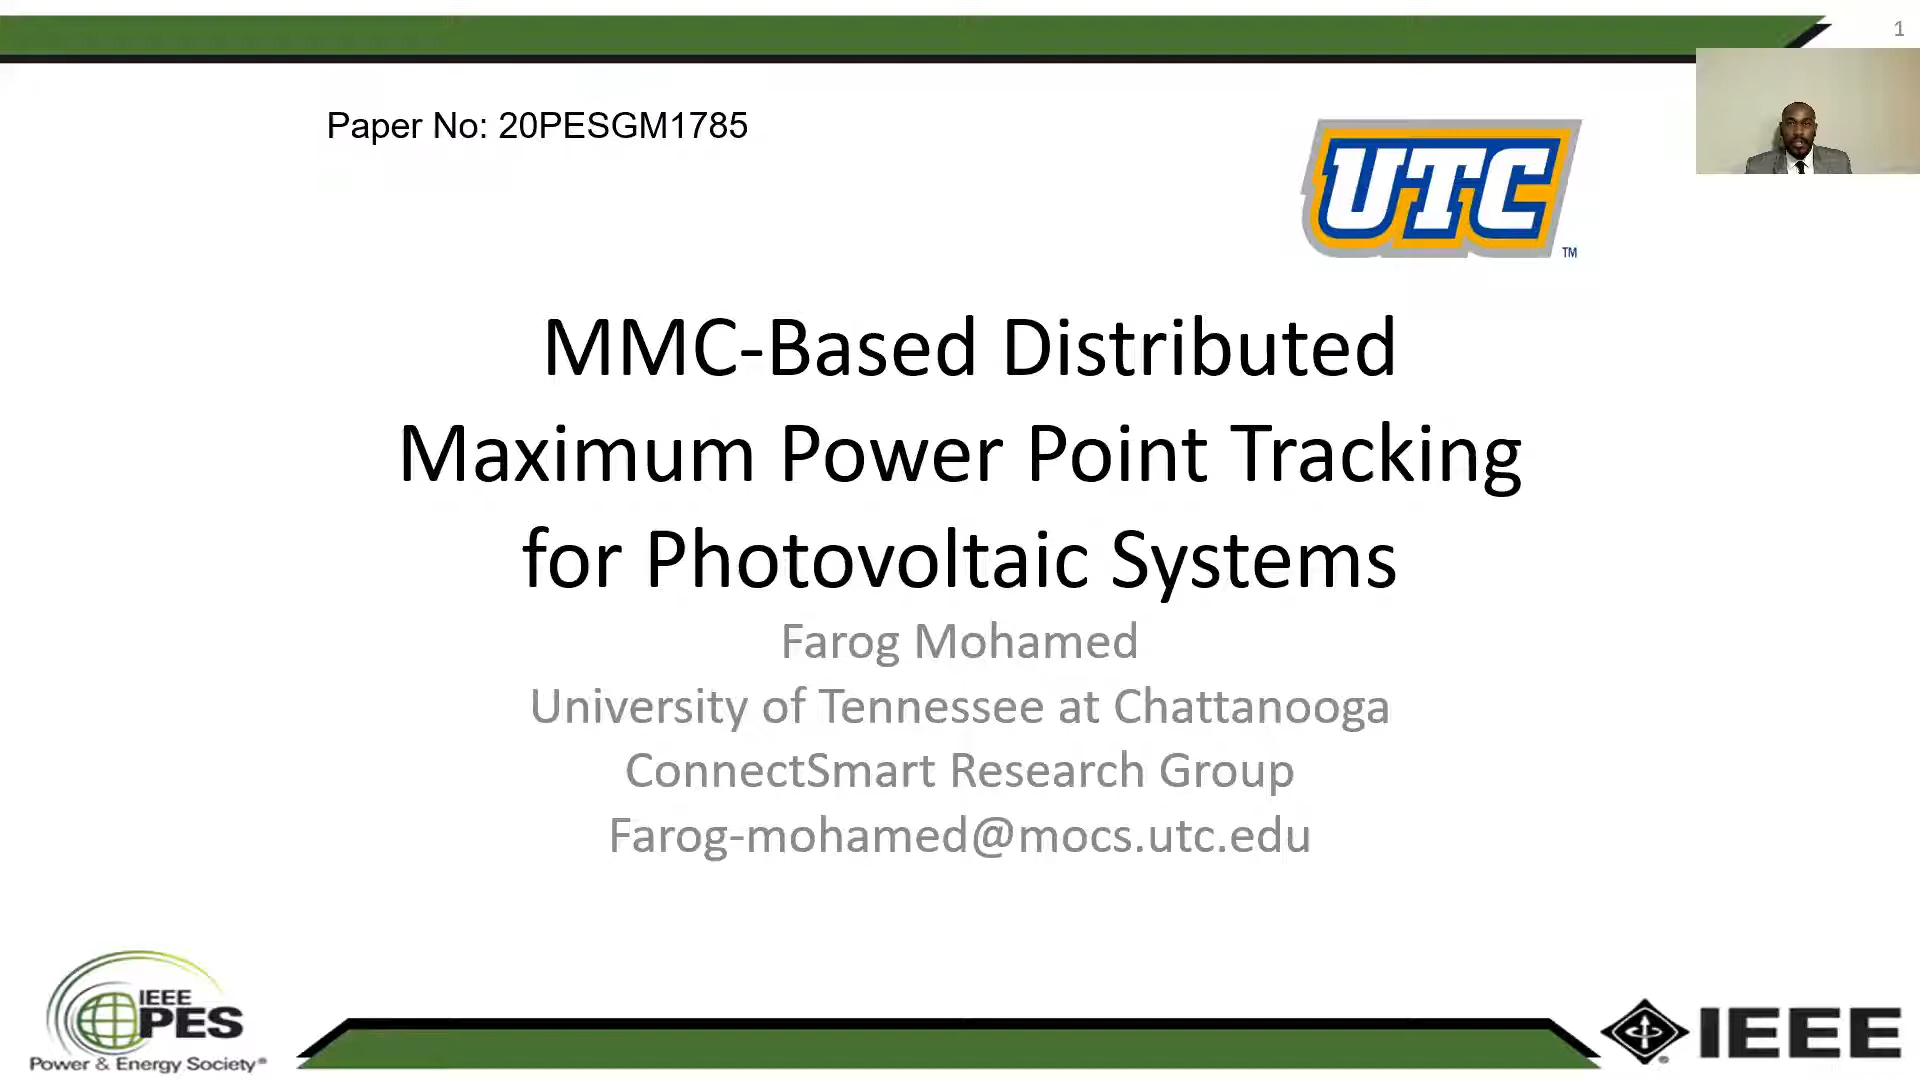 1
Paper No: 20PESGM1785
UTC
TM
MMC-Based Distributed
Maximum Power Point Tracking
for Photovoltaic Systems
Farog Mohamed
University of Tennessee at Chattanooga
ConnectSmart Research Group
Farog-mohamed@mocs.utc.edu
IEEE
PES
Power & Energy Society®
IEEE